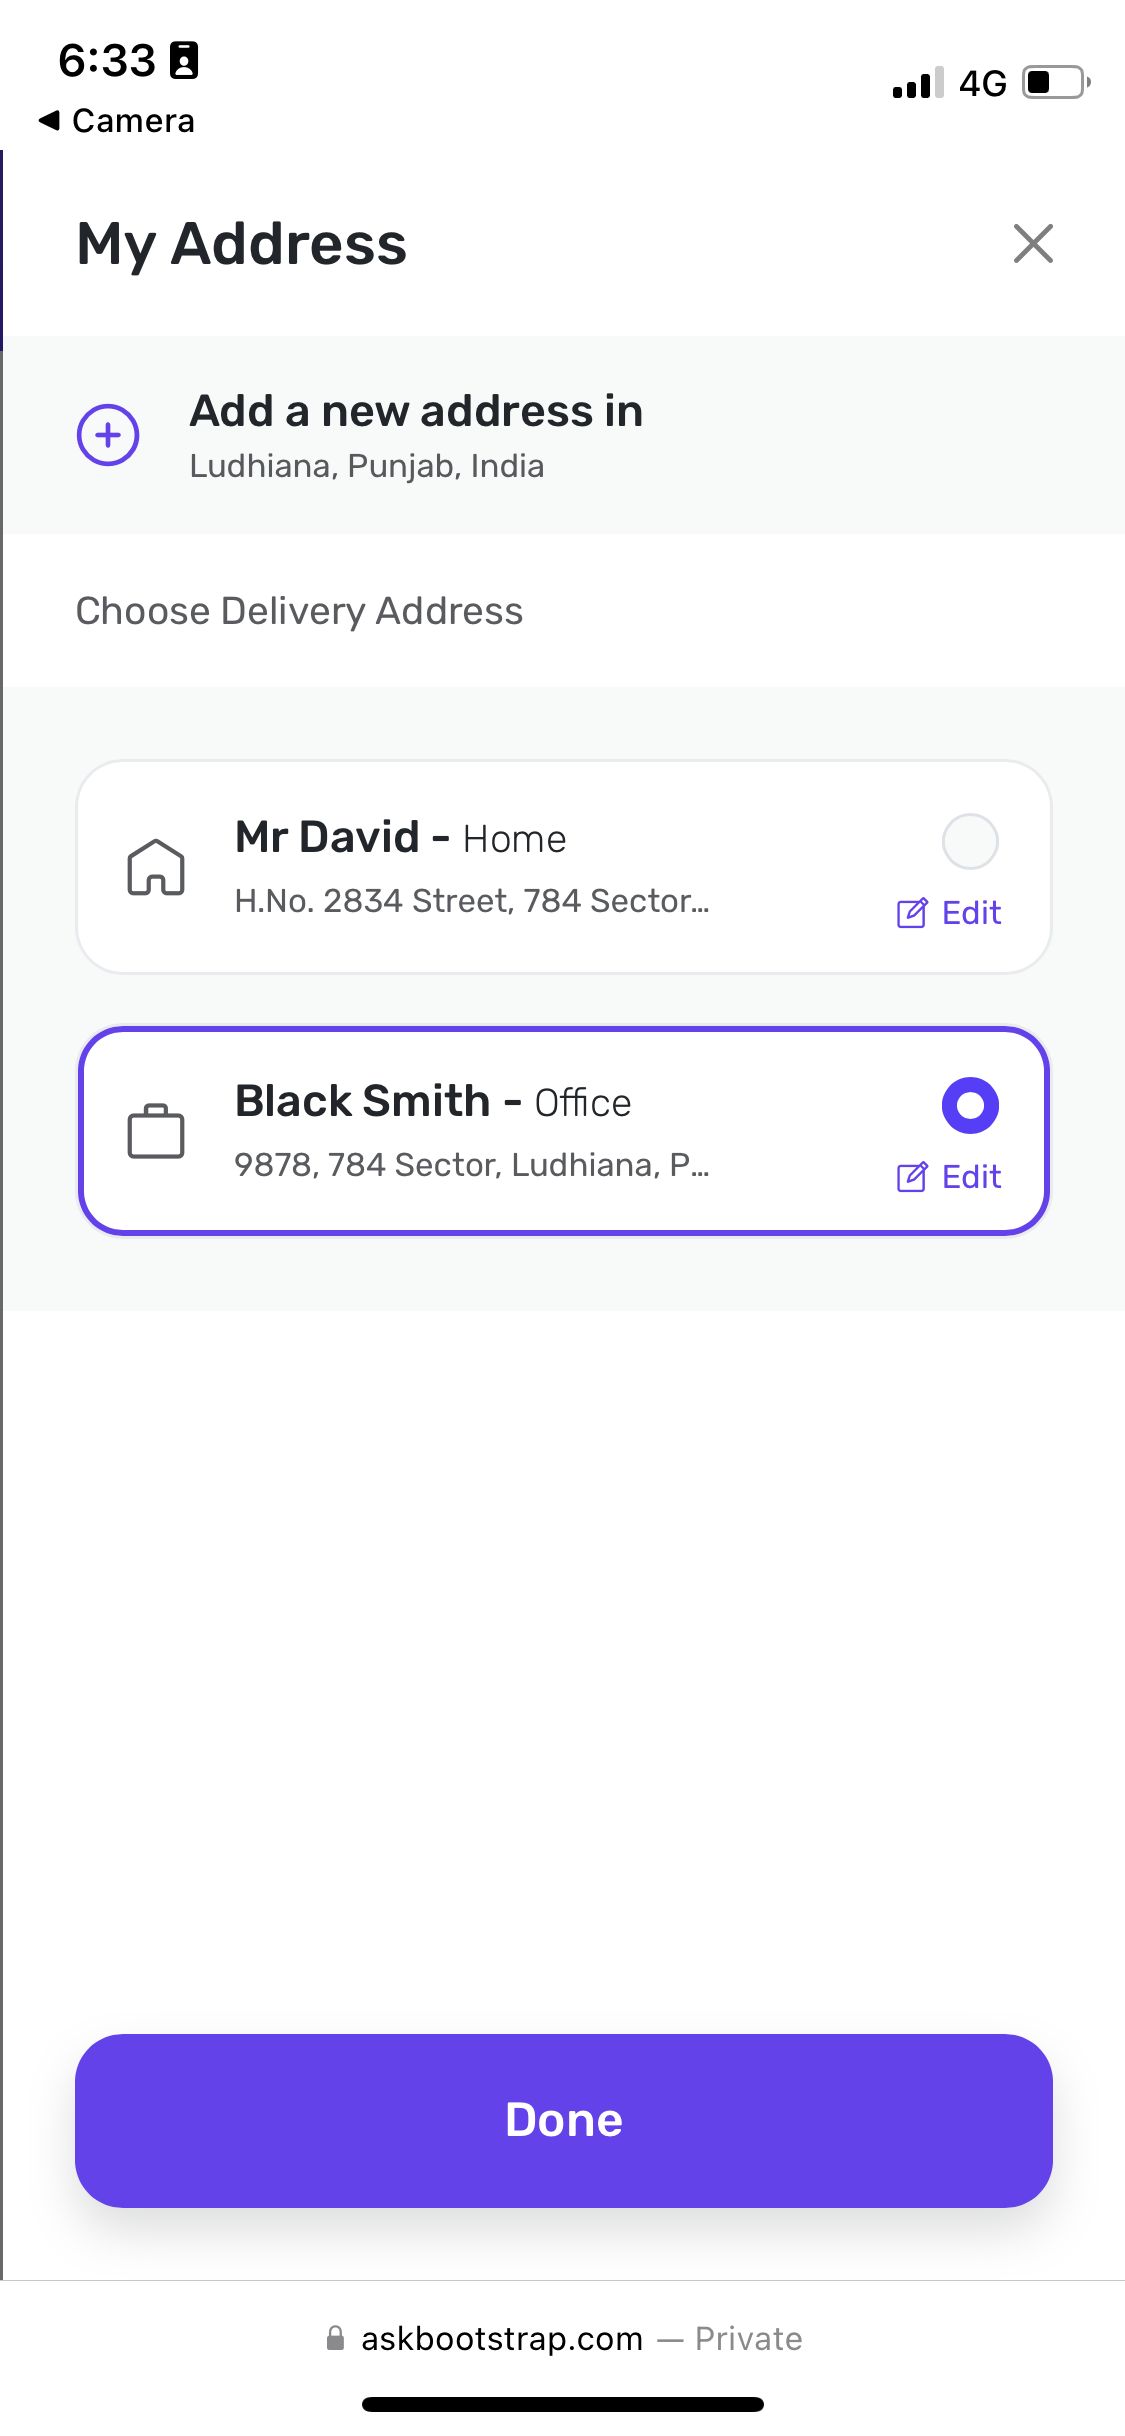 6:33
4G
Camera
My Address
Add a new address in
Ludhiana, Punjab, India
Choose Delivery Address
Mr David - Home
H.No. 2834 Street, 784 Sector...
Edit
Black Smith - Office
9878, 784 Sector, Ludhiana, P...
Edit
Done
askbootstrap.com — Private